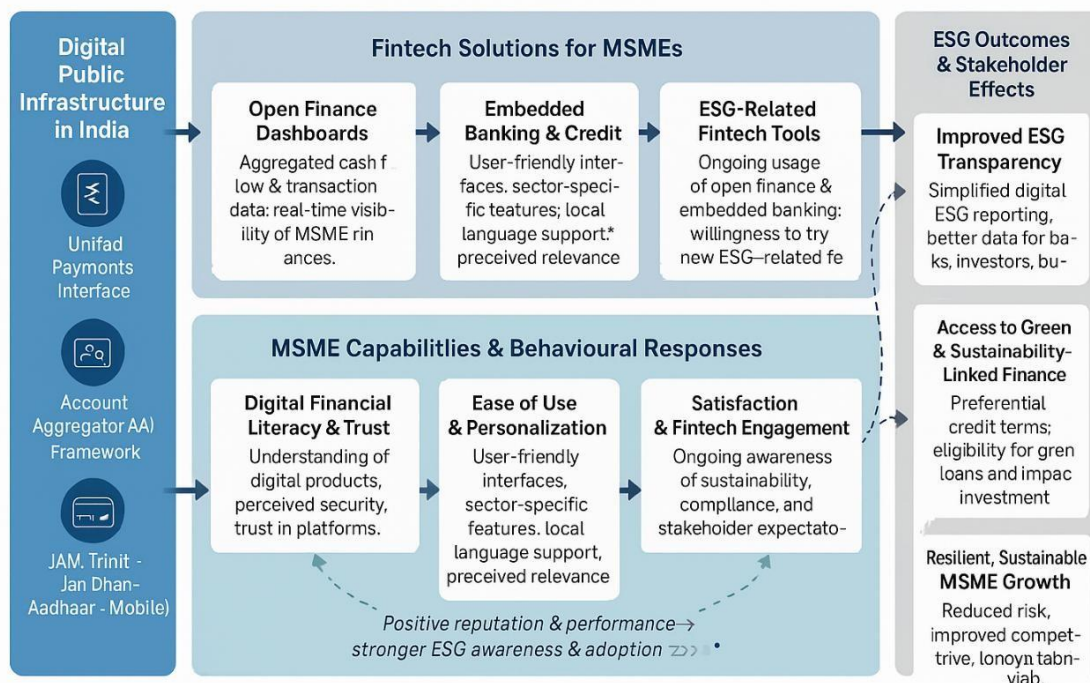 Digital
Public
Infrastructure
in India
Unifad
Paymonts
Interface
Account
Aggregator AA)
Framework
JAM. Trinit -
Jan Dhan-
Aadhaar - Mobile)
Fintech Solutions for MSMEs
Open Finance
Dashboards
Aggregated cash f
low & transaction
data: real-time visib-
ility of MSME rin
ances.
Embedded
Banking & Credit
User-friendly inter-
faces. sector-speci-
fic features; local
language support.*
preceived relevance
ESG-Related
Fintech Tools
Ongoing usage
of open finance &
embedded banking:
willingness to try
new ESG–related fe
MSME Capabilitlies & Behavioural Responses
Digital Financial
Literacy & Trust
Understanding of
digital products,
perceived security,
trust in platforms.
Ease of Use
& Personalization
User-friendly
interfaces,
sector-specific
features. local
language support,
preceived relevance
Satisfaction
& Fintech Engagement
Ongoing awareness
of sustainability,
compllance, and
stakehoider expectato-
Positive reputation & performance→
stronger ESG awareness & adoption
ESG Outcomes
& Stakeholder
Effects
Improved ESG
Transparency
Simplified digital
ESG reporting,
better data for ba-
ks, investors, bu-
Access to Green
& Sustainability-
Linked Finance
Preferential
credit terms;
eligibility for gren
loans and impac
investment
Resilient, Sustainable
MSME Growth
Reduced risk,
improved compet-
trive, lonoyn tabn-
viab.